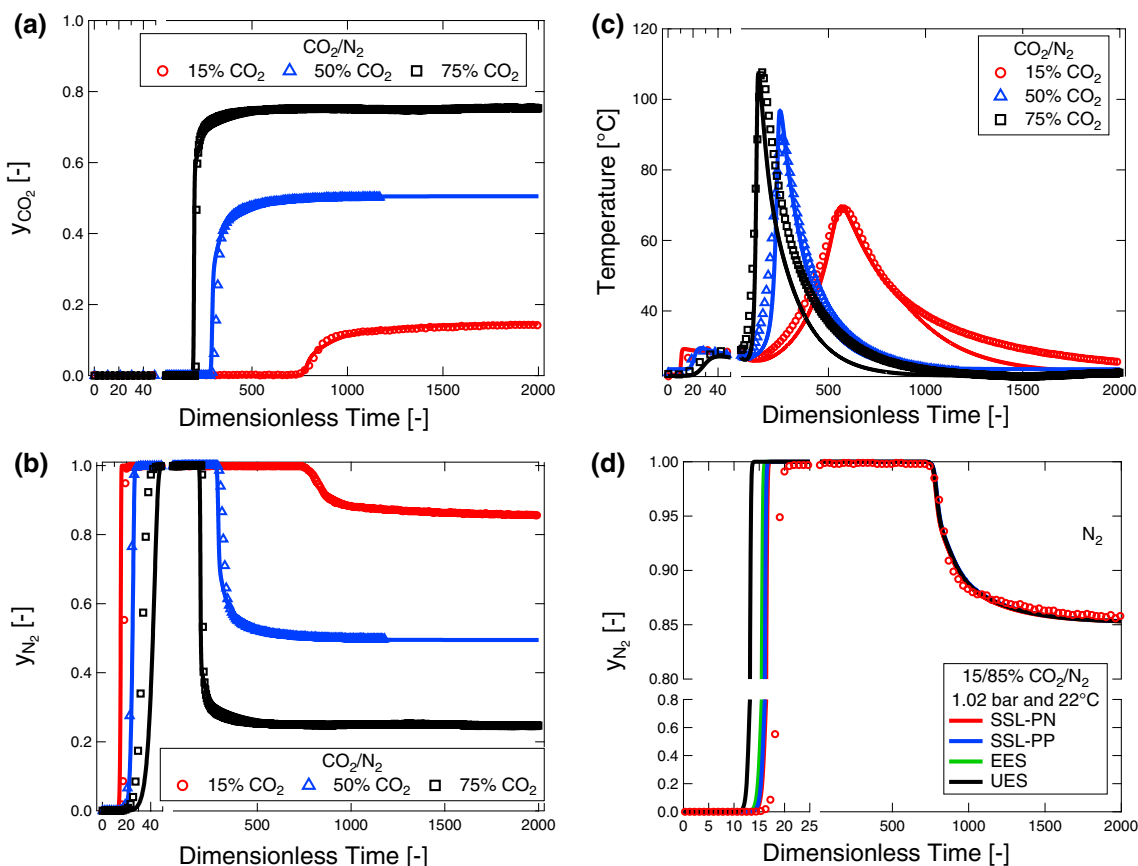 (a)
1.0
0.8
0.6
0.4
0.2
0.0
y_CO₂ [-]
CO₂/N₂
15% CO₂ 50% CO₂ 75% CO₂
0 20 40 500 1000 1500 2000
Dimensionless Time [-]
(c)
120
100
80
60
40
Temperature [°C]
CO₂/N₂
15% CO₂
50% CO₂
75% CO₂
0 20 40 500 1000 1500 2000
Dimensionless Time [-]
(b)
1.0
0.8
0.6
0.4
0.2
0.0
y_N₂ [-]
CO₂/N₂
15% CO₂ 50% CO₂ 75% CO₂
0 20 40 500 1000 1500 2000
Dimensionless Time [-]
(d)
1.00
0.95
0.90
0.85
0.80
0.8
0.6
0.4
0.2
0.0
y_N₂ [-]
N₂
15/85% CO₂/N₂
1.02 bar and 22°C
SSL-PN
SSL-PP
EES
UES
0 5 10 15 20 25 500 1000 1500 2000
Dimensionless Time [-]